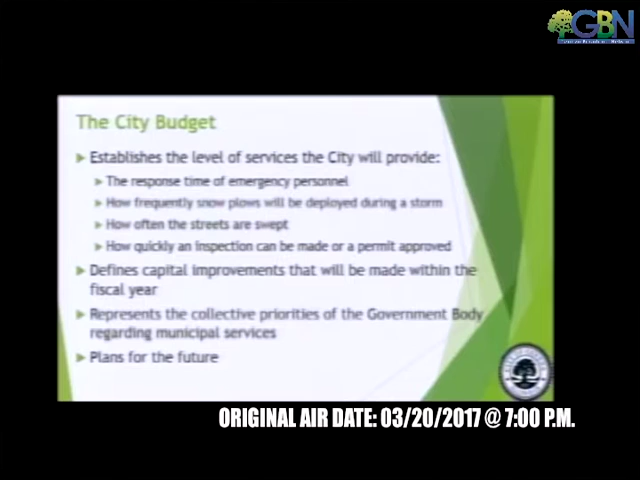 GBN
The City Budget
Establishes the level of services the City will provide:
The response time of emergency personnel
How frequently snow plows will be deployed during a storm
How often the streets are swept
How quickly an inspection can be made or a permit approved
Defines capital improvements that will be made within the
fiscal year
Represents the collective priorities of the Government Body
regarding municipal services
Plans for the future
ORIGINAL AIR DATE: 03/20/2017 @ 7:00 P.M.